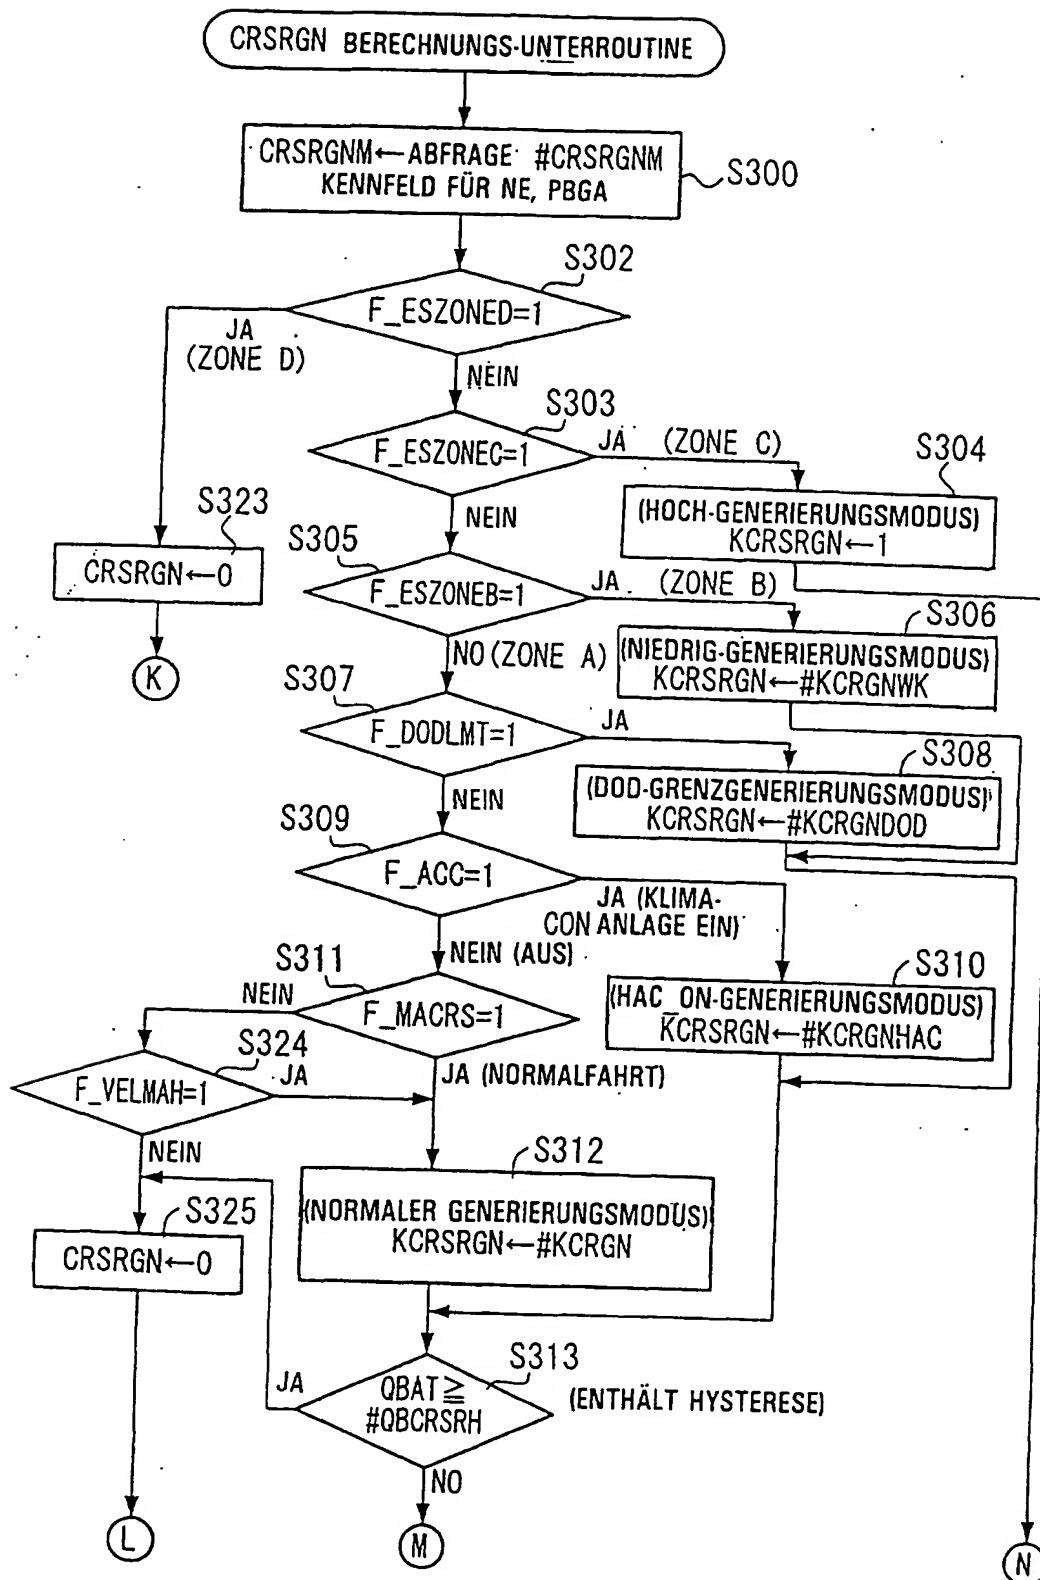 CRSRGN BERECHNUNGS-UNTERROUTINE
CRSRGNM←ABFRAGE #CRSRGNM
KENNFELD FÜR NE, PBGA
S300
S302
F_ESZONED=1
JA
(ZONE D)
NEIN
S303
F_ESZONEC=1
JA (ZONE C)
S304
(HOCH-GENERIERUNGSMODUS)
KCRSRGN←1
NEIN
S323
CRSRGN←0
K
S305
F_ESZONEB=1
JA (ZONE B)
S306
(NIEDRIG-GENERIERUNGSMODUS)
KCRSRGN←#KCRGNWK
NO (ZONE A)
S307
F_DODLMT=1
JA
S308
(DOD-GRENZGENERIERUNGSMODUS)
KCRSRGN←#KCRGNDOD
NEIN
S309
F_ACC=1
JA (KLIMA-
CON ANLAGE EIN)
NEIN (AUS)
S310
(HAC_ON-GENERIERUNGSMODUS)
KCRSRGN←#KCRGNHAC
S311
NEIN
F_MACRS=1
JA (NORMALFAHRT)
S324
F_VELMAH=1
JA
NEIN
S312
(NORMALER GENERIERUNGSMODUS)
KCRSRGN←#KCRGN
S325
CRSRGN←0
S313
JA
QBAT≧
#QBCRSRH
(ENTHÄLT HYSTERESE)
NO
L
M
N